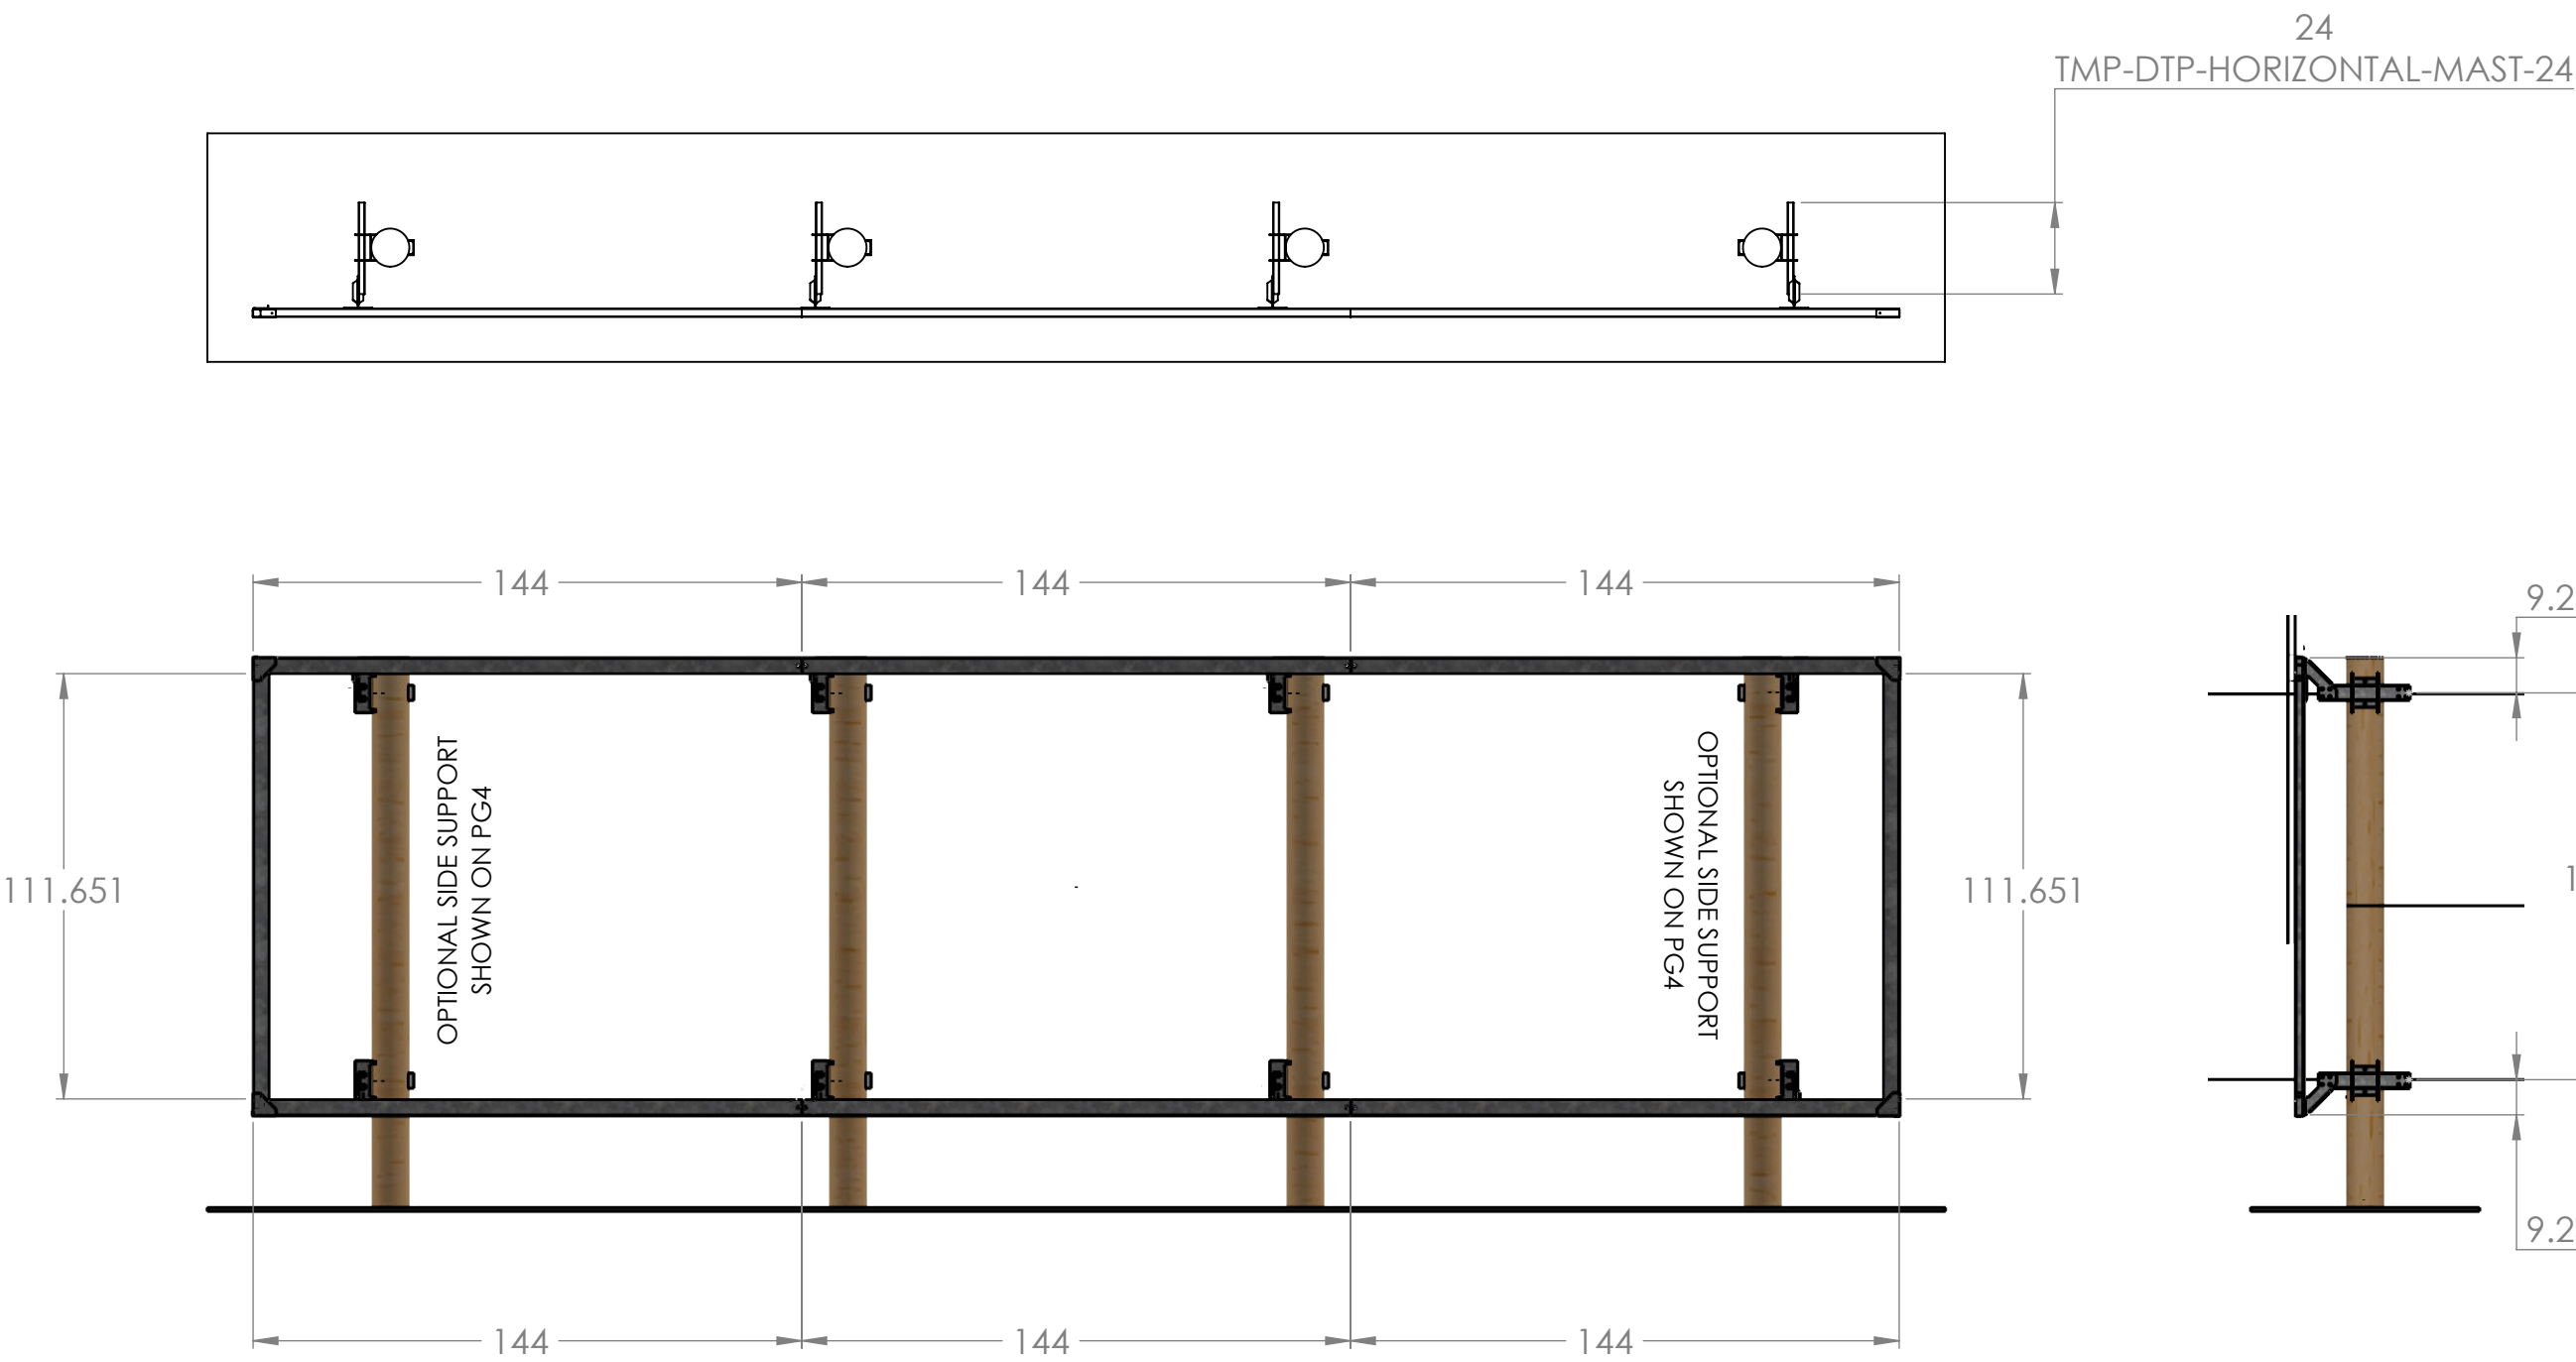 24
TMP-DTP-HORIZONTAL-MAST-24
144
144
144
9.2
111.651
OPTIONAL SIDE SUPPORT
SHOWN ON PG4
OPTIONAL SIDE SUPPORT
SHOWN ON PG4
111.651
1
9.2
144
144
144